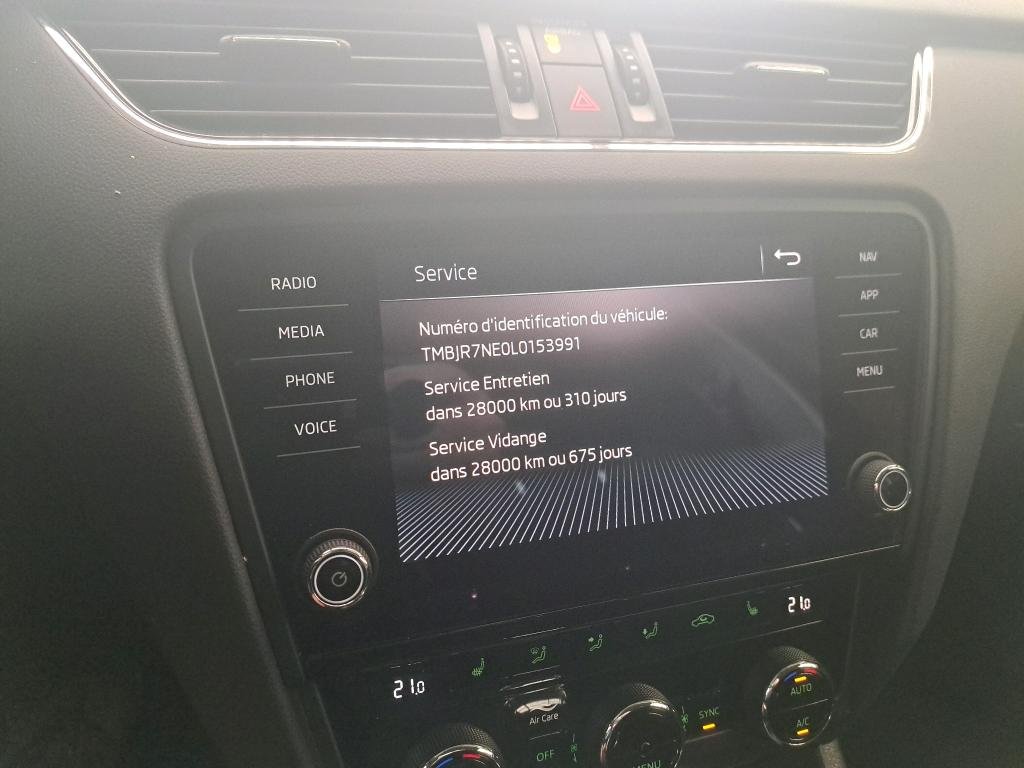 RADIO
MEDIA
PHONE
VOICE
Service
Numéro d'identification du véhicule:
TMBJR7NE0L0153991
Service Entretien
dans 28000 km ou 310 jours
Service Vidange
dans 28000 km ou 675 jours
NAV
APP
CAR
MENU
21.0
21.0
Air Care
OFF
MENU
SYNC
AUTO
A/C